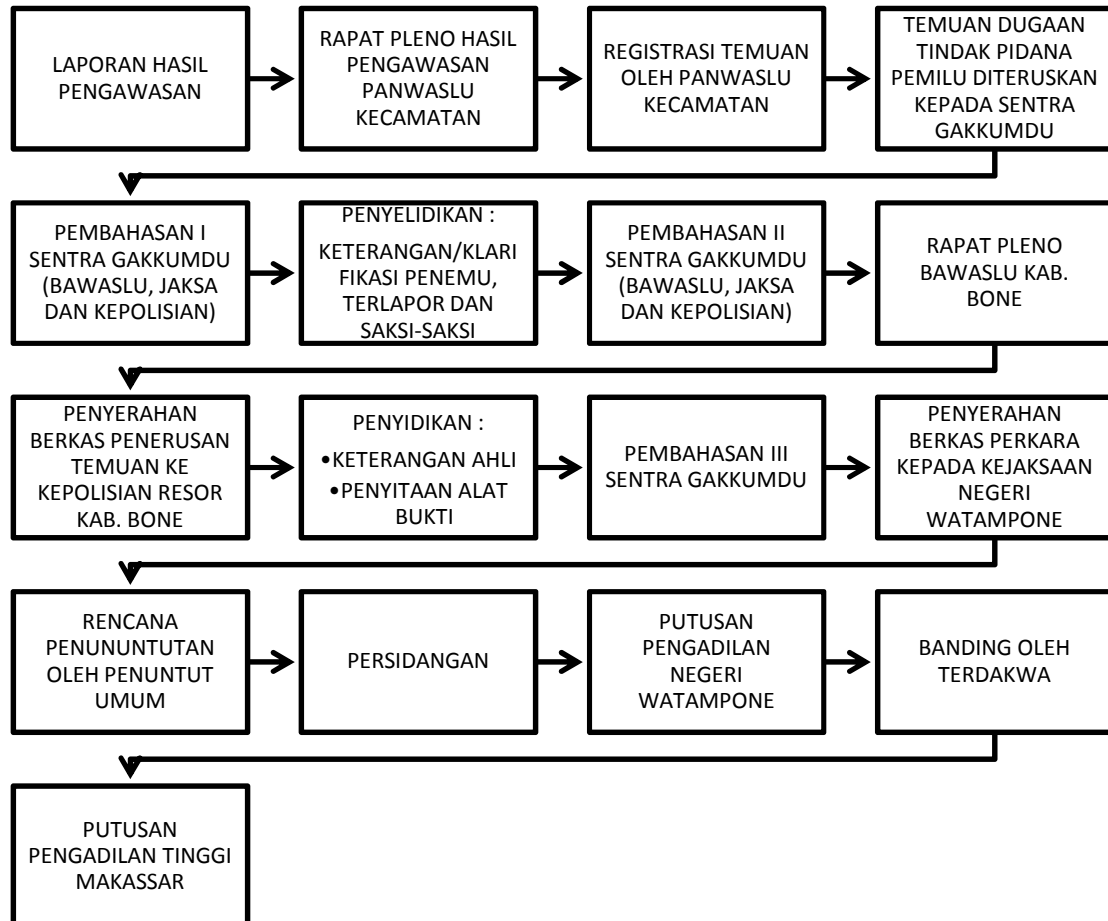 LAPORAN HASIL
PENGAWASAN
RAPAT PLENO HASIL
PENGAWASAN
PANWASLU
KECAMATAN
REGISTRASI TEMUAN
OLEH PANWASLU
KECAMATAN
TEMUAN DUGAAN
TINDAK PIDANA
PEMILU DITERUSKAN
KEPADA SENTRA
GAKKUMDU
PEMBAHASAN I
SENTRA GAKKUMDU
(BAWASLU, JAKSA
DAN KEPOLISIAN)
PENYELIDIKAN :
KETERANGAN/KLARI
FIKASI PENEMU,
TERLAPOR DAN
SAKSI-SAKSI
PEMBAHASAN II
SENTRA GAKKUMDU
(BAWASLU, JAKSA
DAN KEPOLISIAN)
RAPAT PLENO
BAWASLU KAB.
BONE
PENYERAHAN
BERKAS PENERUSAN
TEMUAN KE
KEPOLISIAN RESOR
KAB. BONE
PENYIDIKAN :
•KETERANGAN AHLI
•PENYITAAN ALAT
BUKTI
PEMBAHASAN III
SENTRA GAKKUMDU
PENYERAHAN
BERKAS PERKARA
KEPADA KEJAKSAAN
NEGERI
WATAMPONE
RENCANA
PENUNUNTUTAN
OLEH PENUNTUT
UMUM
PERSIDANGAN
PUTUSAN
PENGADILAN
NEGERI
WATAMPONE
BANDING OLEH
TERDAKWA
PUTUSAN
PENGADILAN TINGGI
MAKASSAR